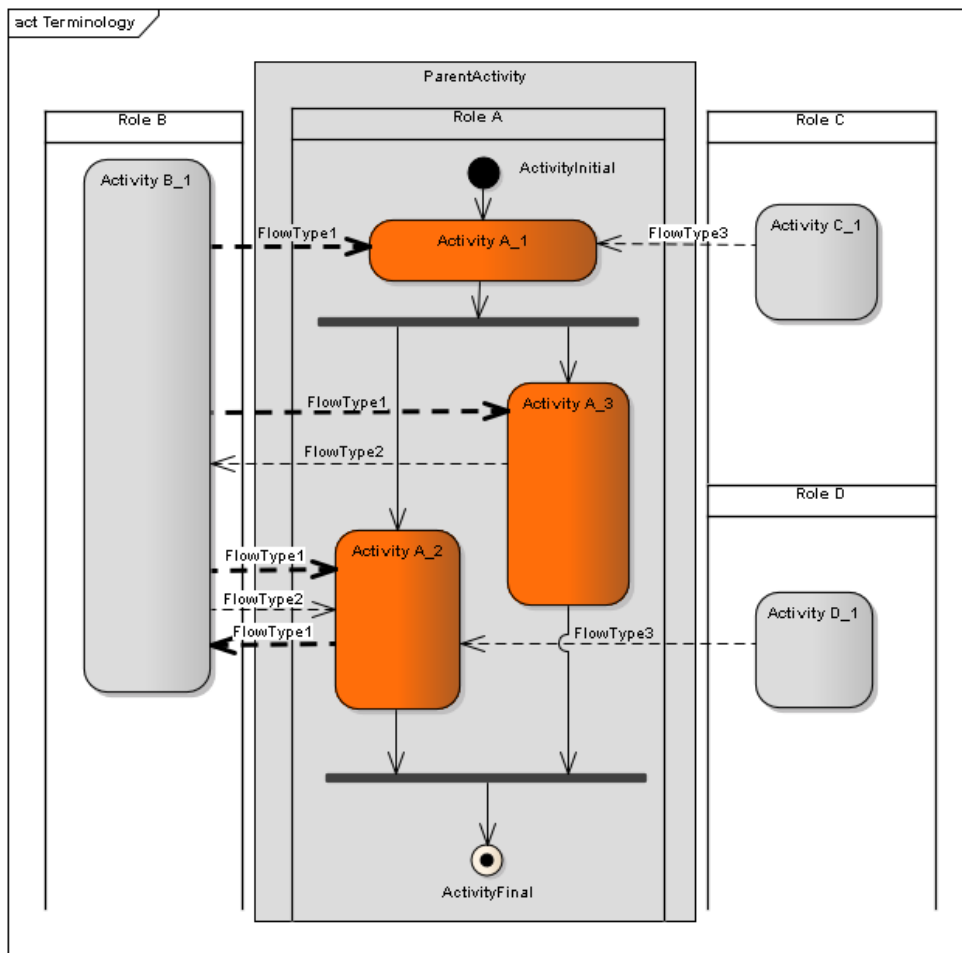 act Terminology
ParentActivity
Role B
Role A
Role C
ActivityInitial
Activity B_1
Activity C_1
FlowType1
Activity A_1
FlowType3
FlowType1
Activity A_3
FlowType2
Role D
FlowType1
Activity A_2
FlowType2
Activity D_1
FlowType1
FlowType3
ActivityFinal